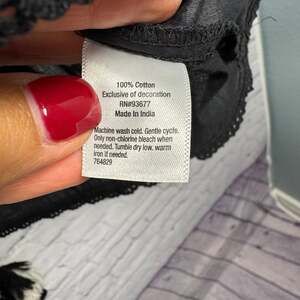 100% Cotton
Exclusive of decoration
RN#93677
Made In India
Machine wash cold. Gentle cycle.
Only non-chlorine bleach when
needed. Tumble dry low. warm
iron if needed.
764829